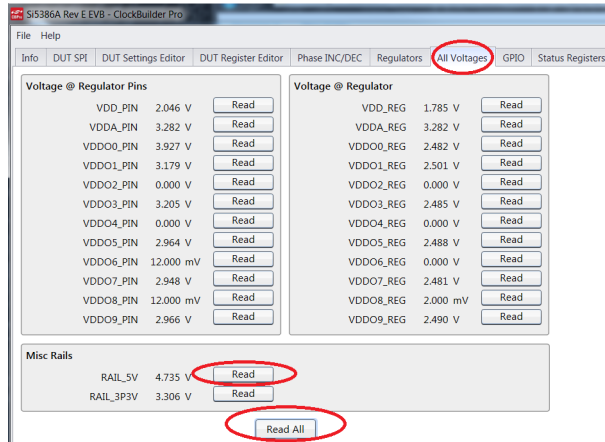 Si5386A Rev E EVB - ClockBuilder Pro
File Help
Info DUT SPI DUT Settings Editor DUT Register Editor Phase INC/DEC Regulators All Voltages GPIO Status Registers
Voltage @ Regulator Pins
VDD_PIN 2.046 V Read
VDDA_PIN 3.282 V Read
VDDO0_PIN 3.927 V Read
VDDO1_PIN 3.179 V Read
VDDO2_PIN 0.000 V Read
VDDO3_PIN 3.205 V Read
VDDO4_PIN 0.000 V Read
VDDO5_PIN 2.964 V Read
VDDO6_PIN 12.000 mV Read
VDDO7_PIN 2.948 V Read
VDDO8_PIN 12.000 mV Read
VDDO9_PIN 2.966 V Read
Voltage @ Regulator
VDD_REG 1.785 V Read
VDDA_REG 3.282 V Read
VDDO0_REG 2.482 V Read
VDDO1_REG 2.501 V Read
VDDO2_REG 0.000 V Read
VDDO3_REG 2.485 V Read
VDDO4_REG 0.000 V Read
VDDO5_REG 2.488 V Read
VDDO6_REG 0.000 V Read
VDDO7_REG 2.481 V Read
VDDO8_REG 2.000 mV Read
VDDO9_REG 2.490 V Read
Misc Rails
RAIL_5V 4.735 V Read
RAIL_3P3V 3.306 V Read
Read All